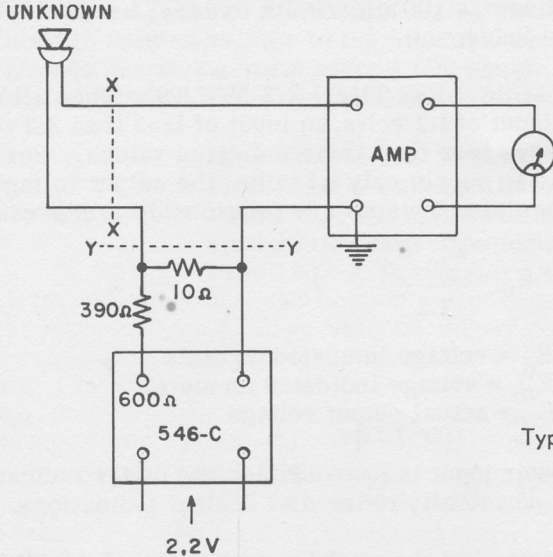 UNKNOWN
X
X
AMP
Y
Y
10Ω
390Ω
600Ω
546-C
2,2V
Typ